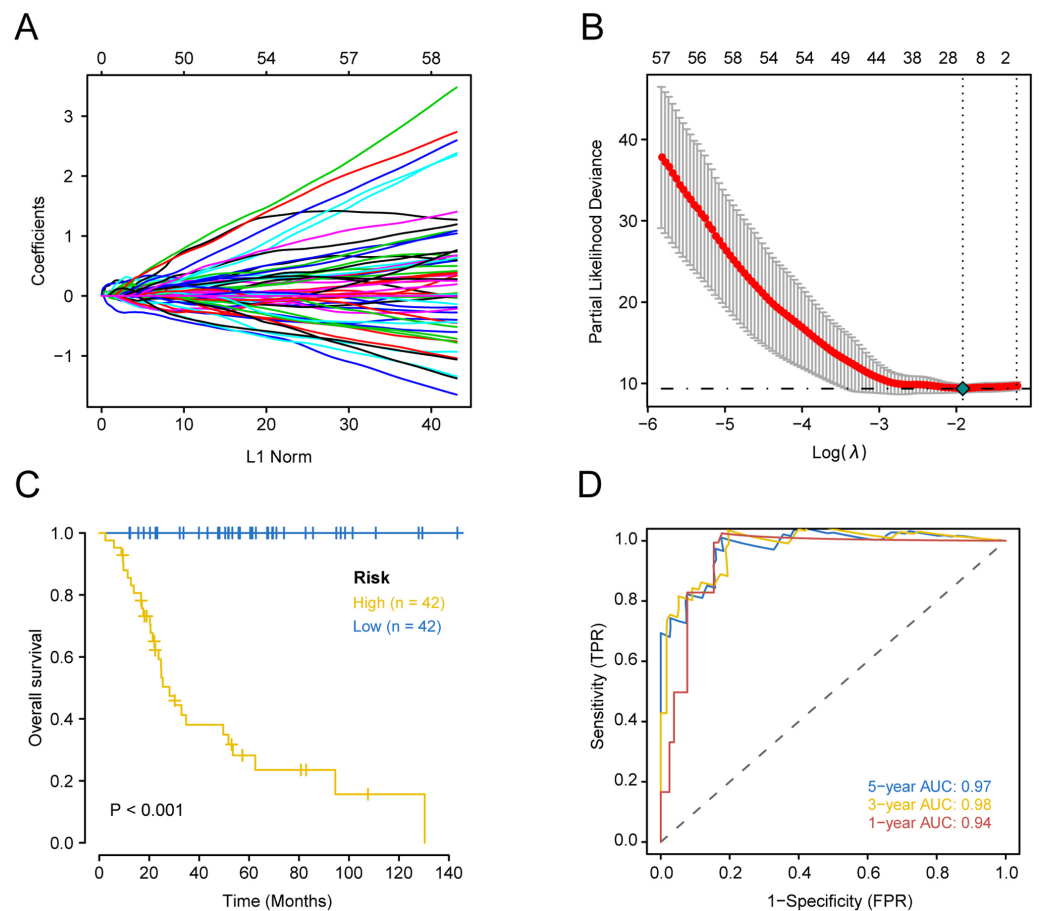 A
0 50 54 57 58
Coefficients
3
2
1
0
−1
0 10 20 30 40
L1 Norm
B
57 56 58 54 54 49 44 38 28 8 2
Partial Likelihood Deviance
40
30
20
10
−6 −5 −4 −3 −2
Log(λ)
C
Overall survival
1.0
0.8
0.6
0.4
0.2
0.0
Risk
High (n = 42)
Low (n = 42)
P < 0.001
0 20 40 60 80 100 120 140
Time (Months)
D
Sensitivity (TPR)
1.0
0.8
0.6
0.4
0.2
0.0
5−year AUC: 0.97
3−year AUC: 0.98
1−year AUC: 0.94
0.0 0.2 0.4 0.6 0.8 1.0
1−Specificity (FPR)